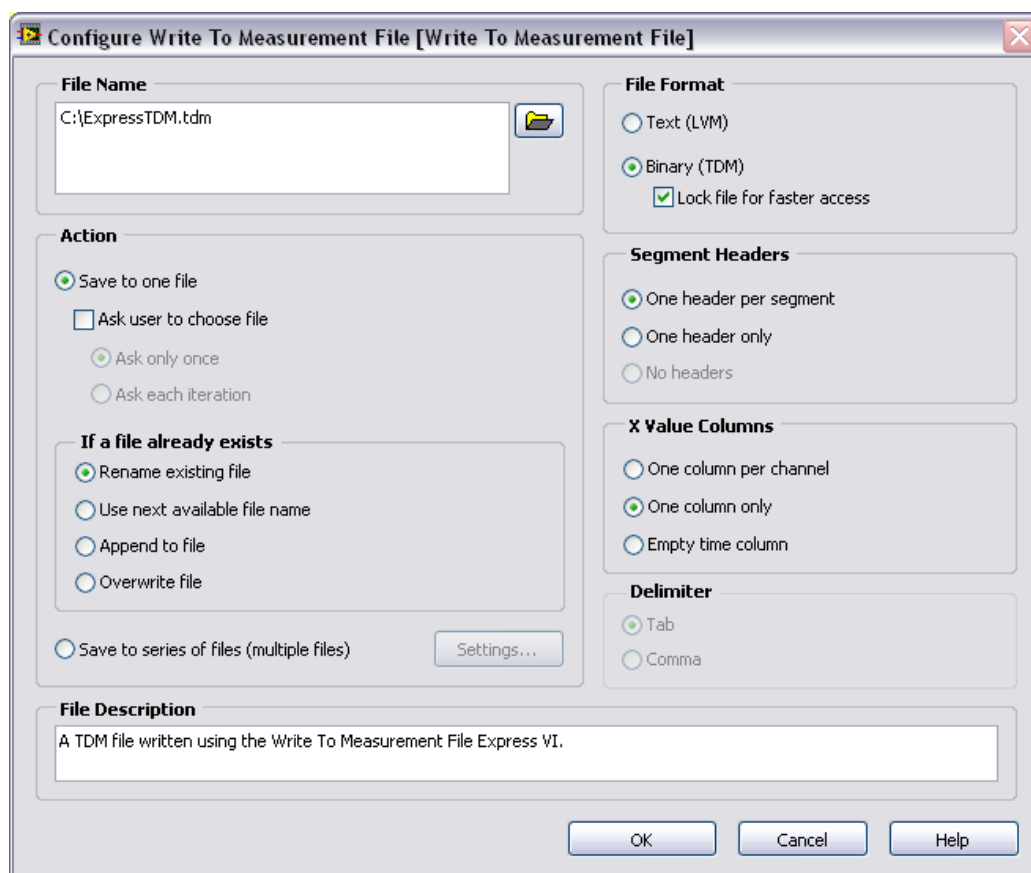 Configure Write To Measurement File [Write To Measurement File]
File Name
C:\ExpressTDM.tdm
Action
Save to one file
Ask user to choose file
Ask only once
Ask each iteration
If a file already exists
Rename existing file
Use next available file name
Append to file
Overwrite file
Save to series of files (multiple files)
Settings...
File Format
Text (LVM)
Binary (TDM)
Lock file for faster access
Segment Headers
One header per segment
One header only
No headers
X Value Columns
One column per channel
One column only
Empty time column
Delimiter
Tab
Comma
File Description
A TDM file written using the Write To Measurement File Express VI.
OK
Cancel
Help